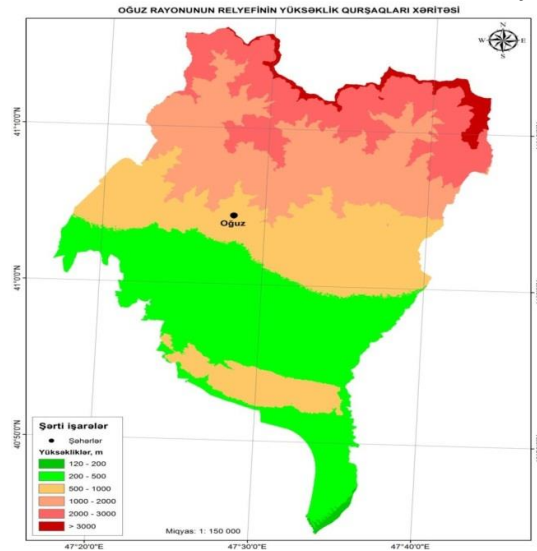 OĞUZ RAYONUNUN RELYEFİNİN YÜKSƏKLİK QURŞAQLARI XƏRİTƏSİ
N
W E
S
41°10'0"N
Oğuz
41°0'0"N
40°50'0"N
Şərti işarələr
Şəhərlər
Yüksəkliklər, m
120 - 200
200 - 500
500 - 1000
1000 - 2000
2000 - 3000
> 3000
Miqyas: 1: 150 000
47°20'0"E 47°30'0"E 47°40'0"E